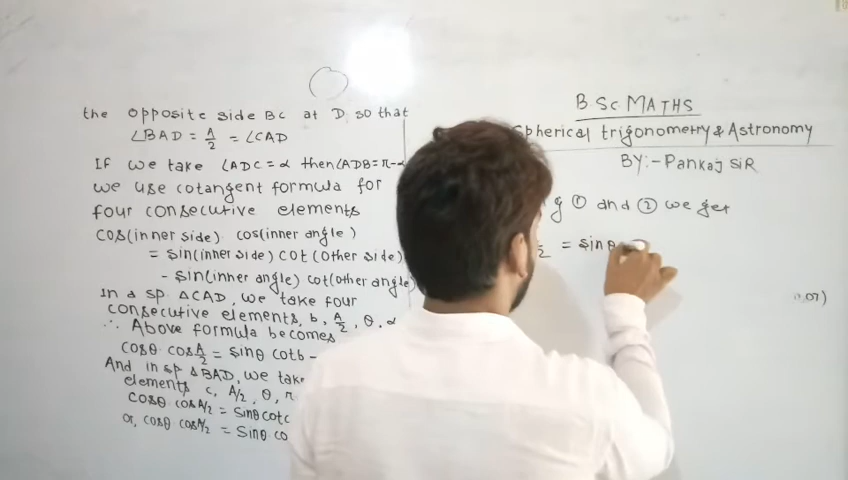 the opposite side BC at D so that
∠BAD = A/2 = ∠CAD
If we take ∠ADC = α then ∠ADB = π - α
we use cotangent formula for
four consecutive elements
cos(inner side) cos(inner angle)
= sin(inner side) cot(other side)
- sin(inner angle) cot(other angle)
In a sp. ΔCAD, we take four
consecutive elements, b, A/2, θ, α
∴ Above formula becomes
cosθ cosA/2 = sinθ cotb -
And in sp ΔBAD, we take
elements c, A/2, θ, π
cosθ cosA/2 = sinθ cotc
or, cosθ cosA/2 = sinθ co
B.Sc MATHS
Spherical trigonometry & Astronomy
BY:- Pankaj SIR
g ① and ② we get
2 = sinθ